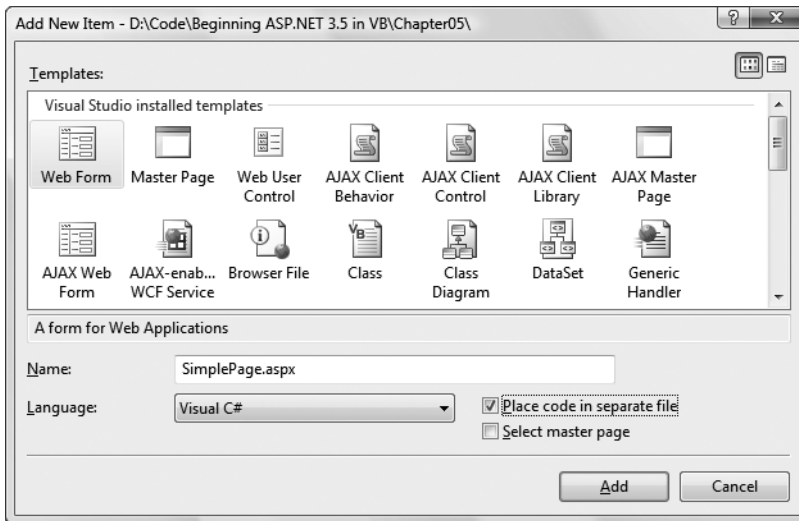 Add New Item - D:\Code\Beginning ASP.NET 3.5 in VB\Chapter05\
Templates:
Visual Studio installed templates
Web Form
Master Page
Web User Control
AJAX Client Behavior
AJAX Client Control
AJAX Client Library
AJAX Master Page
AJAX Web Form
AJAX-enab... WCF Service
Browser File
Class
Class Diagram
DataSet
Generic Handler
A form for Web Applications
Name: SimplePage.aspx
Language: Visual C#
Place code in separate file
Select master page
Add
Cancel